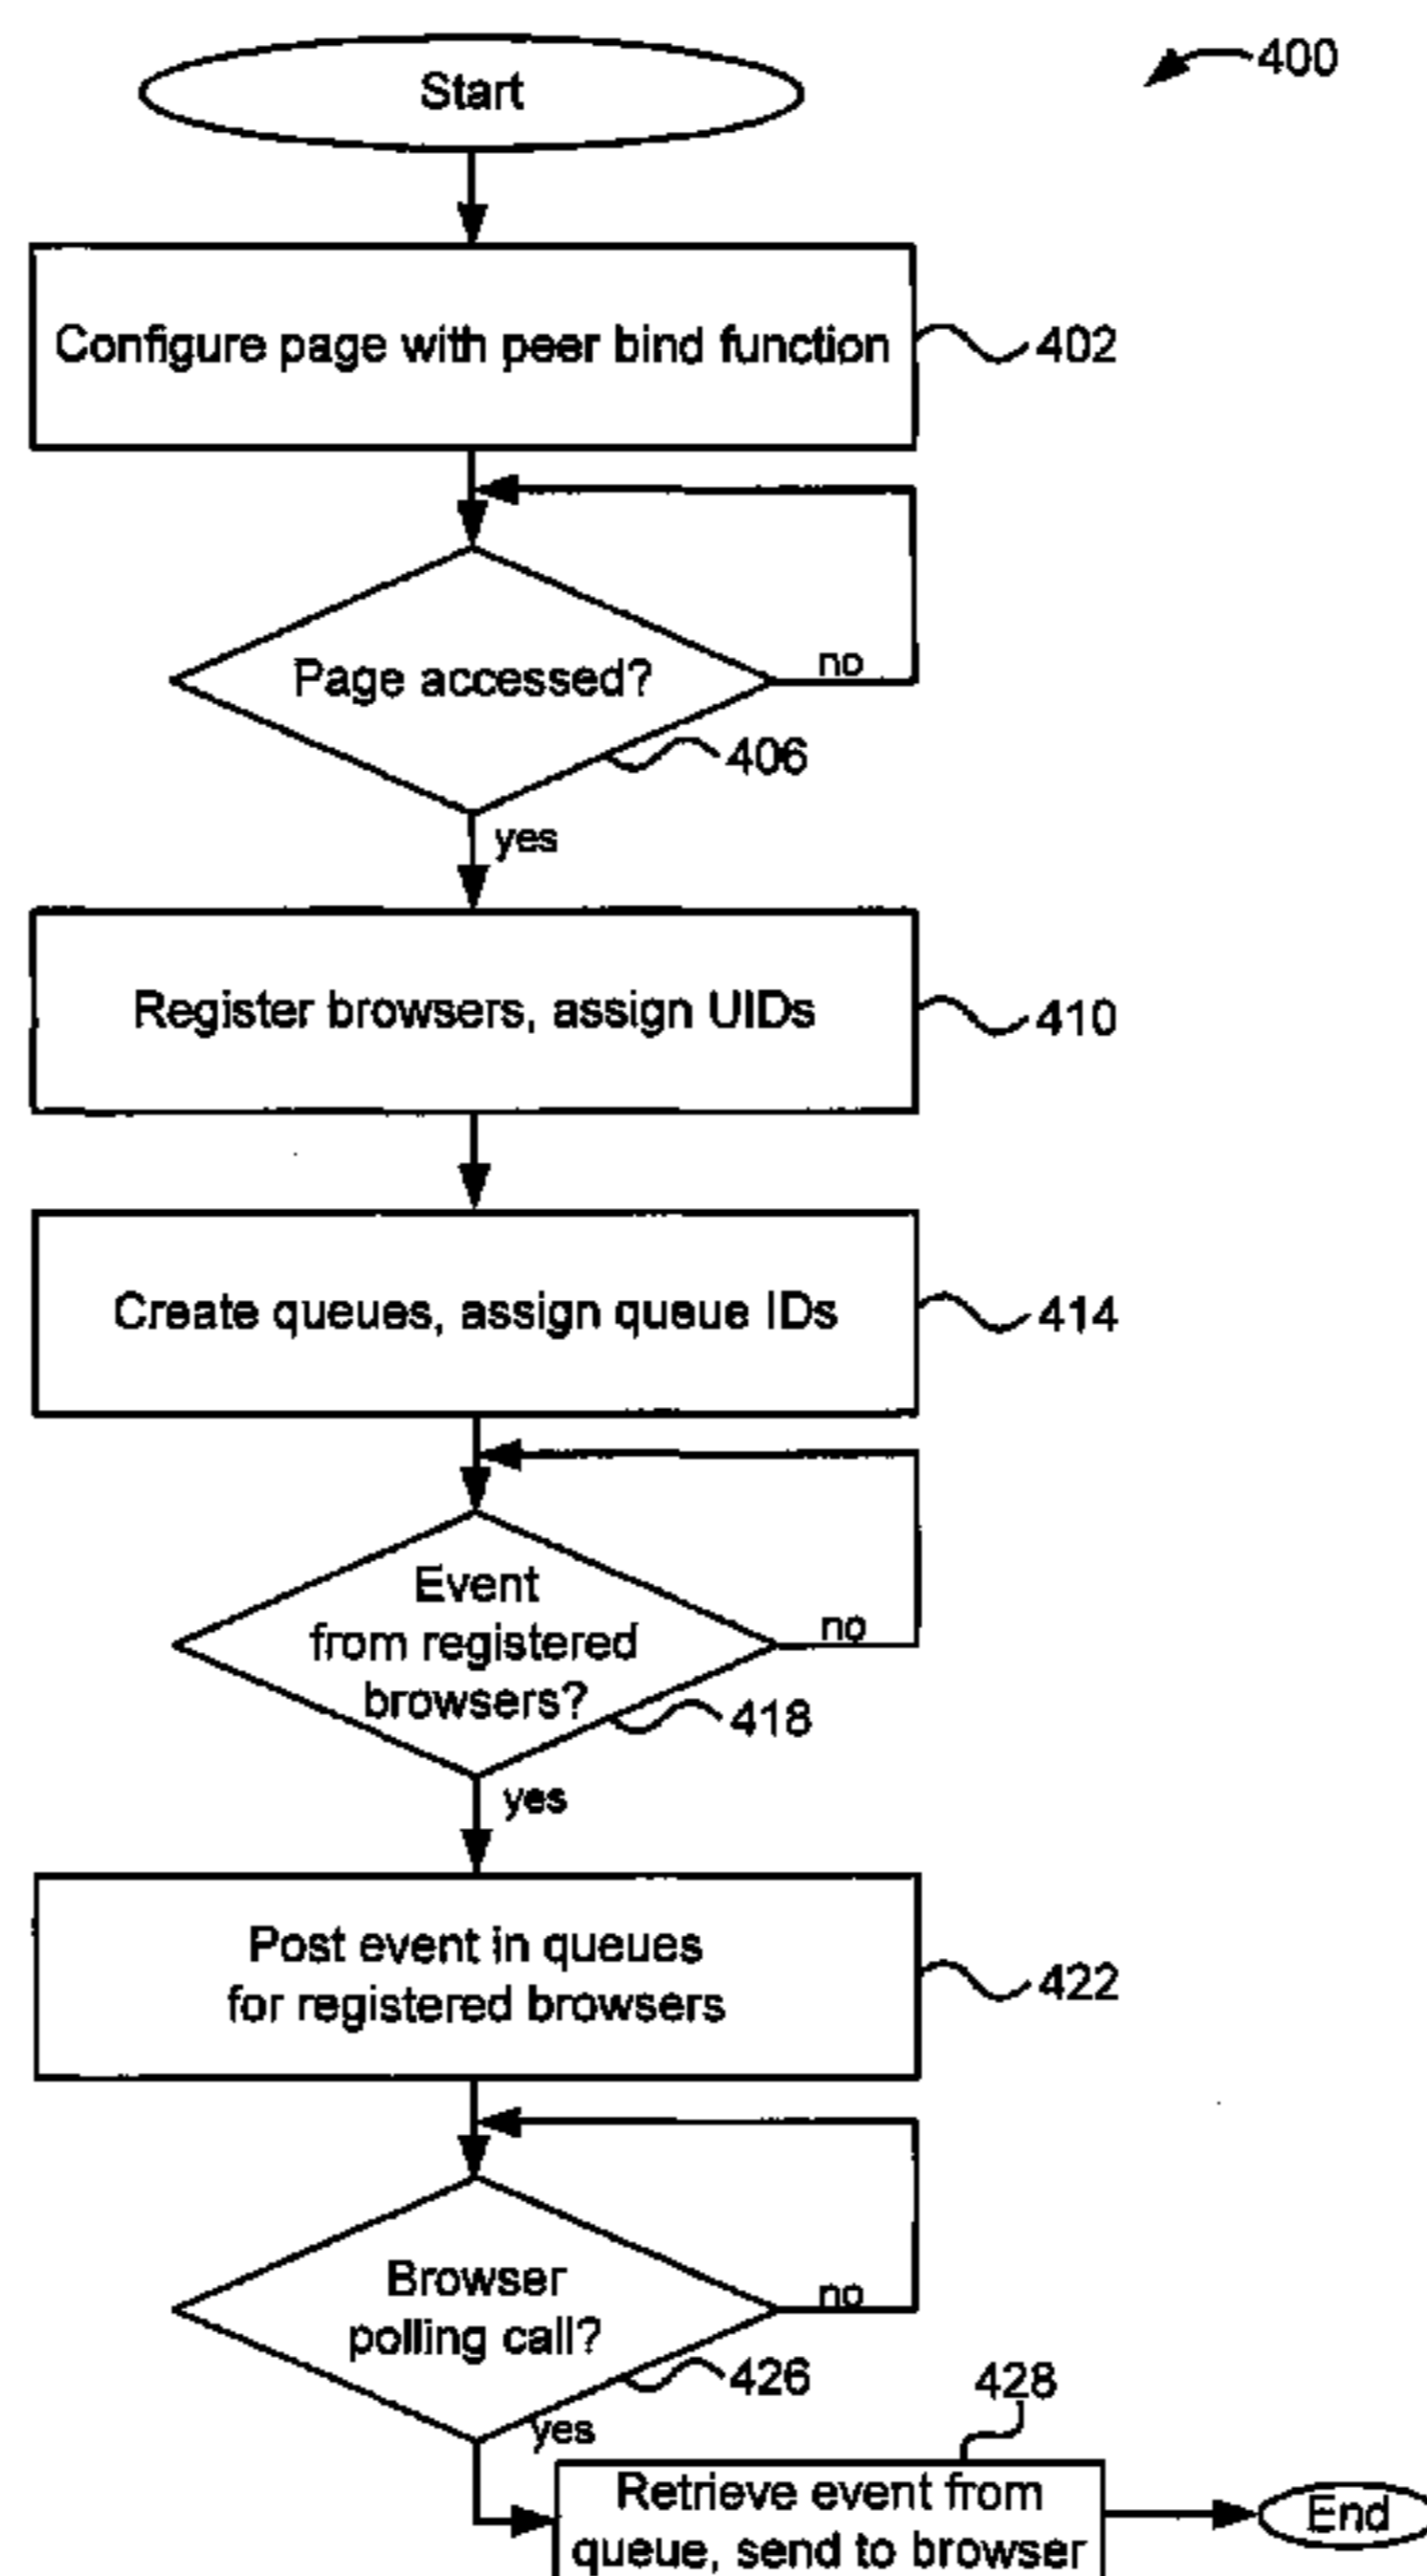 Start
400
Configure page with peer bind function
402
Page accessed?
no
406
yes
Register browsers, assign UIDs
410
Create queues, assign queue IDs
414
Event
from registered
browsers?
no
418
yes
Post event in queues
for registered browsers
422
Browser
polling call?
no
426
yes
428
Retrieve event from
queue, send to browser
End